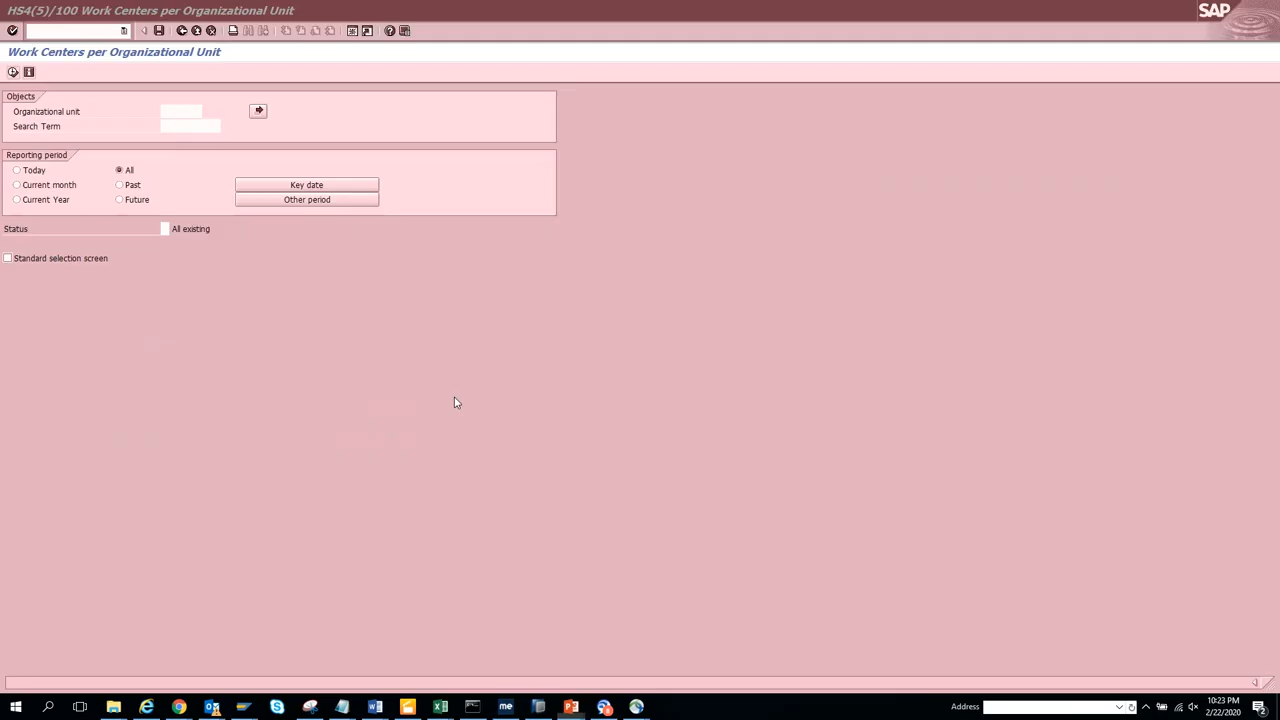 HS4(5)/100 Work Centers per Organizational Unit
SAP
Work Centers per Organizational Unit
Objects
Organizational unit
Search Term
Reporting period
Today
All
Current month
Past
Key date
Current Year
Future
Other period
Status
All existing
Standard selection screen
Address
10:23 PM
2/22/2020